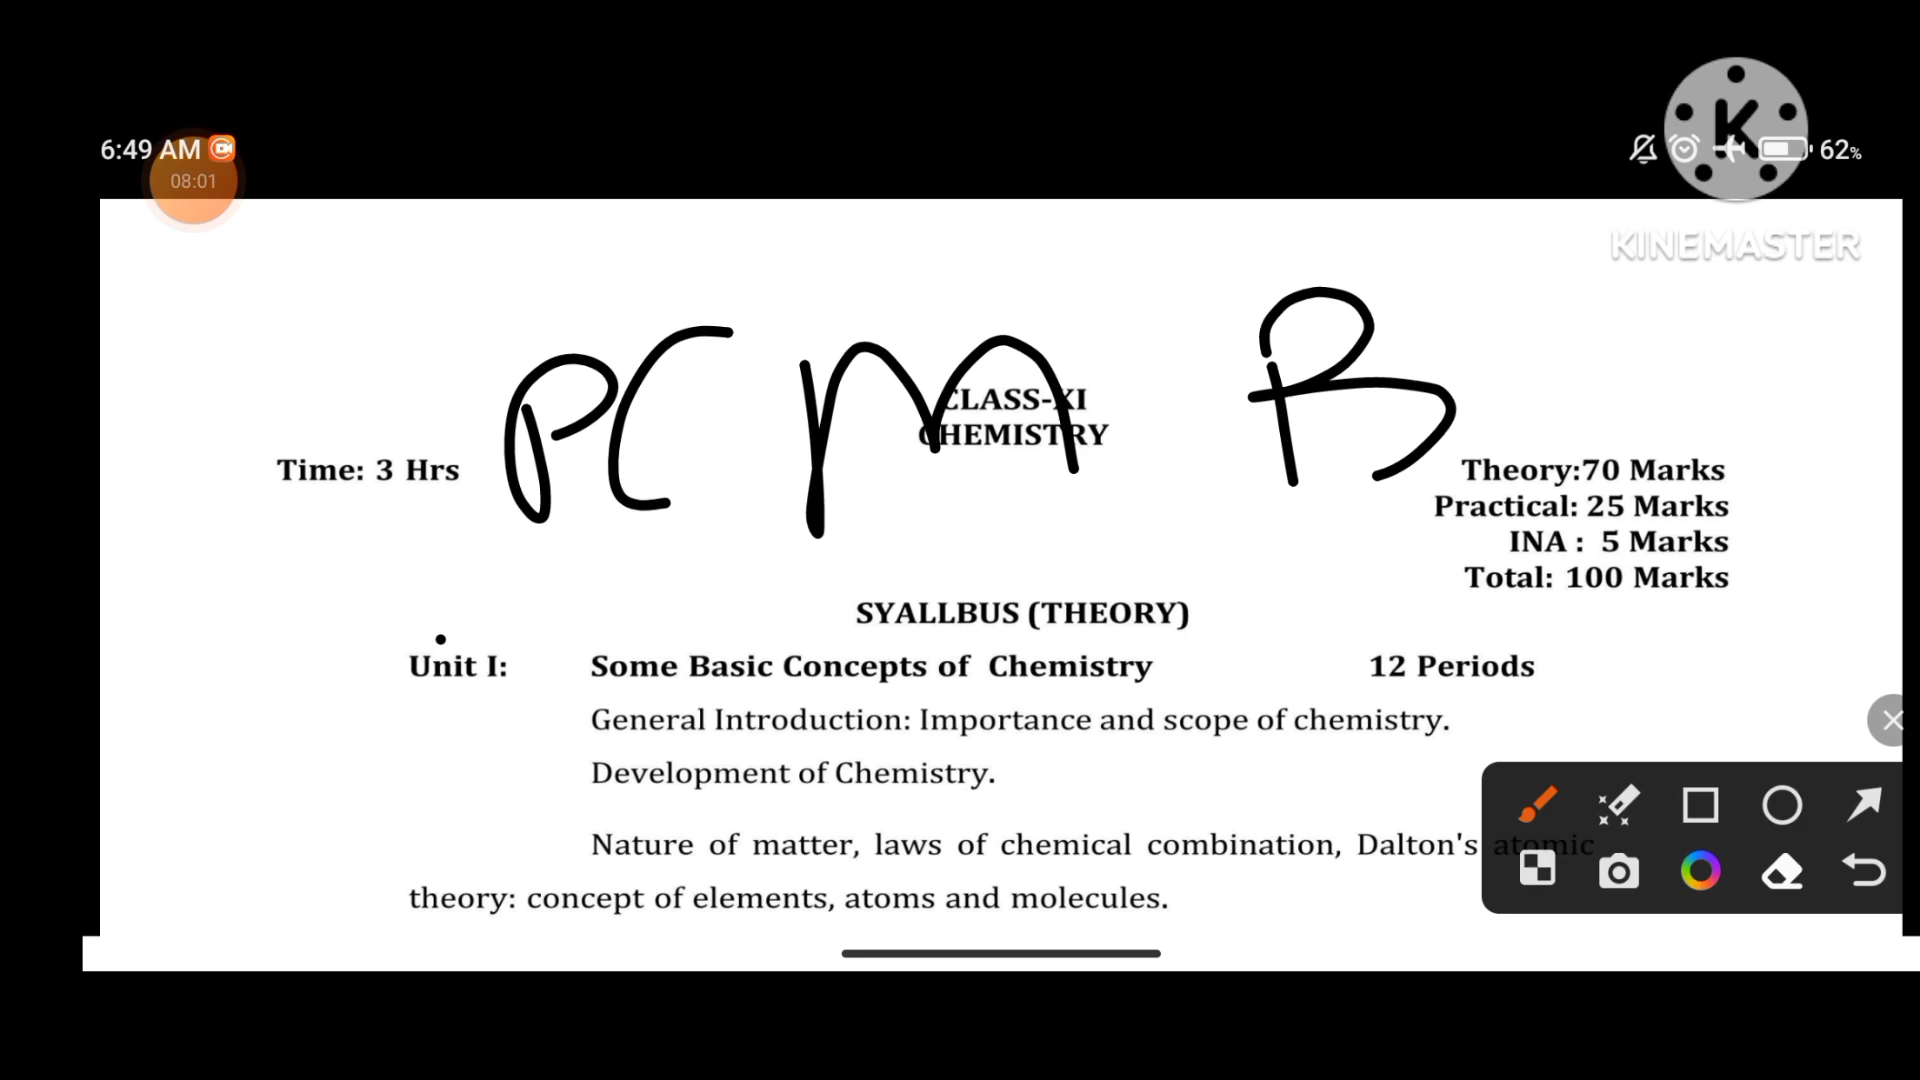 6:49 AM
62%
08:01
K
KINEMASTER
PC M B
CLASS-XI
CHEMISTRY
Time: 3 Hrs
Theory:70 Marks
Practical: 25 Marks
INA : 5 Marks
Total: 100 Marks
SYALLBUS (THEORY)
Unit I: Some Basic Concepts of Chemistry 12 Periods
General Introduction: Importance and scope of chemistry.
Development of Chemistry.
Nature of matter, laws of chemical combination, Dalton's atomic
theory: concept of elements, atoms and molecules.